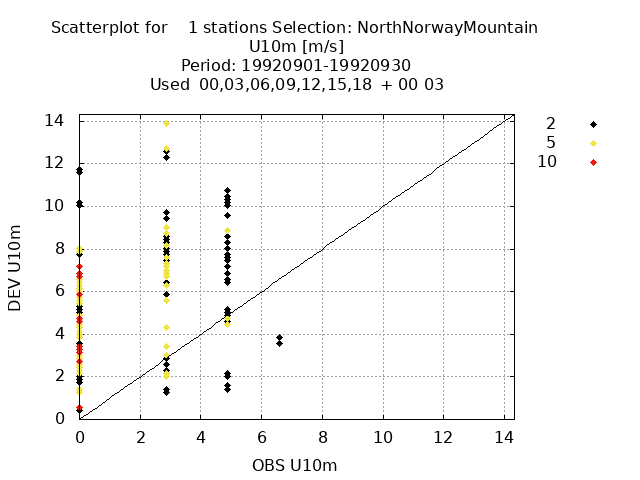 Scatterplot for    1 stations Selection: NorthNorwayMountain
U10m [m/s]
Period: 19920901-19920930
Used  00,03,06,09,12,15,18  + 00 03
2
5
10
14
12
10
8
6
4
2
0
DEV U10m
0 2 4 6 8 10 12 14
OBS U10m